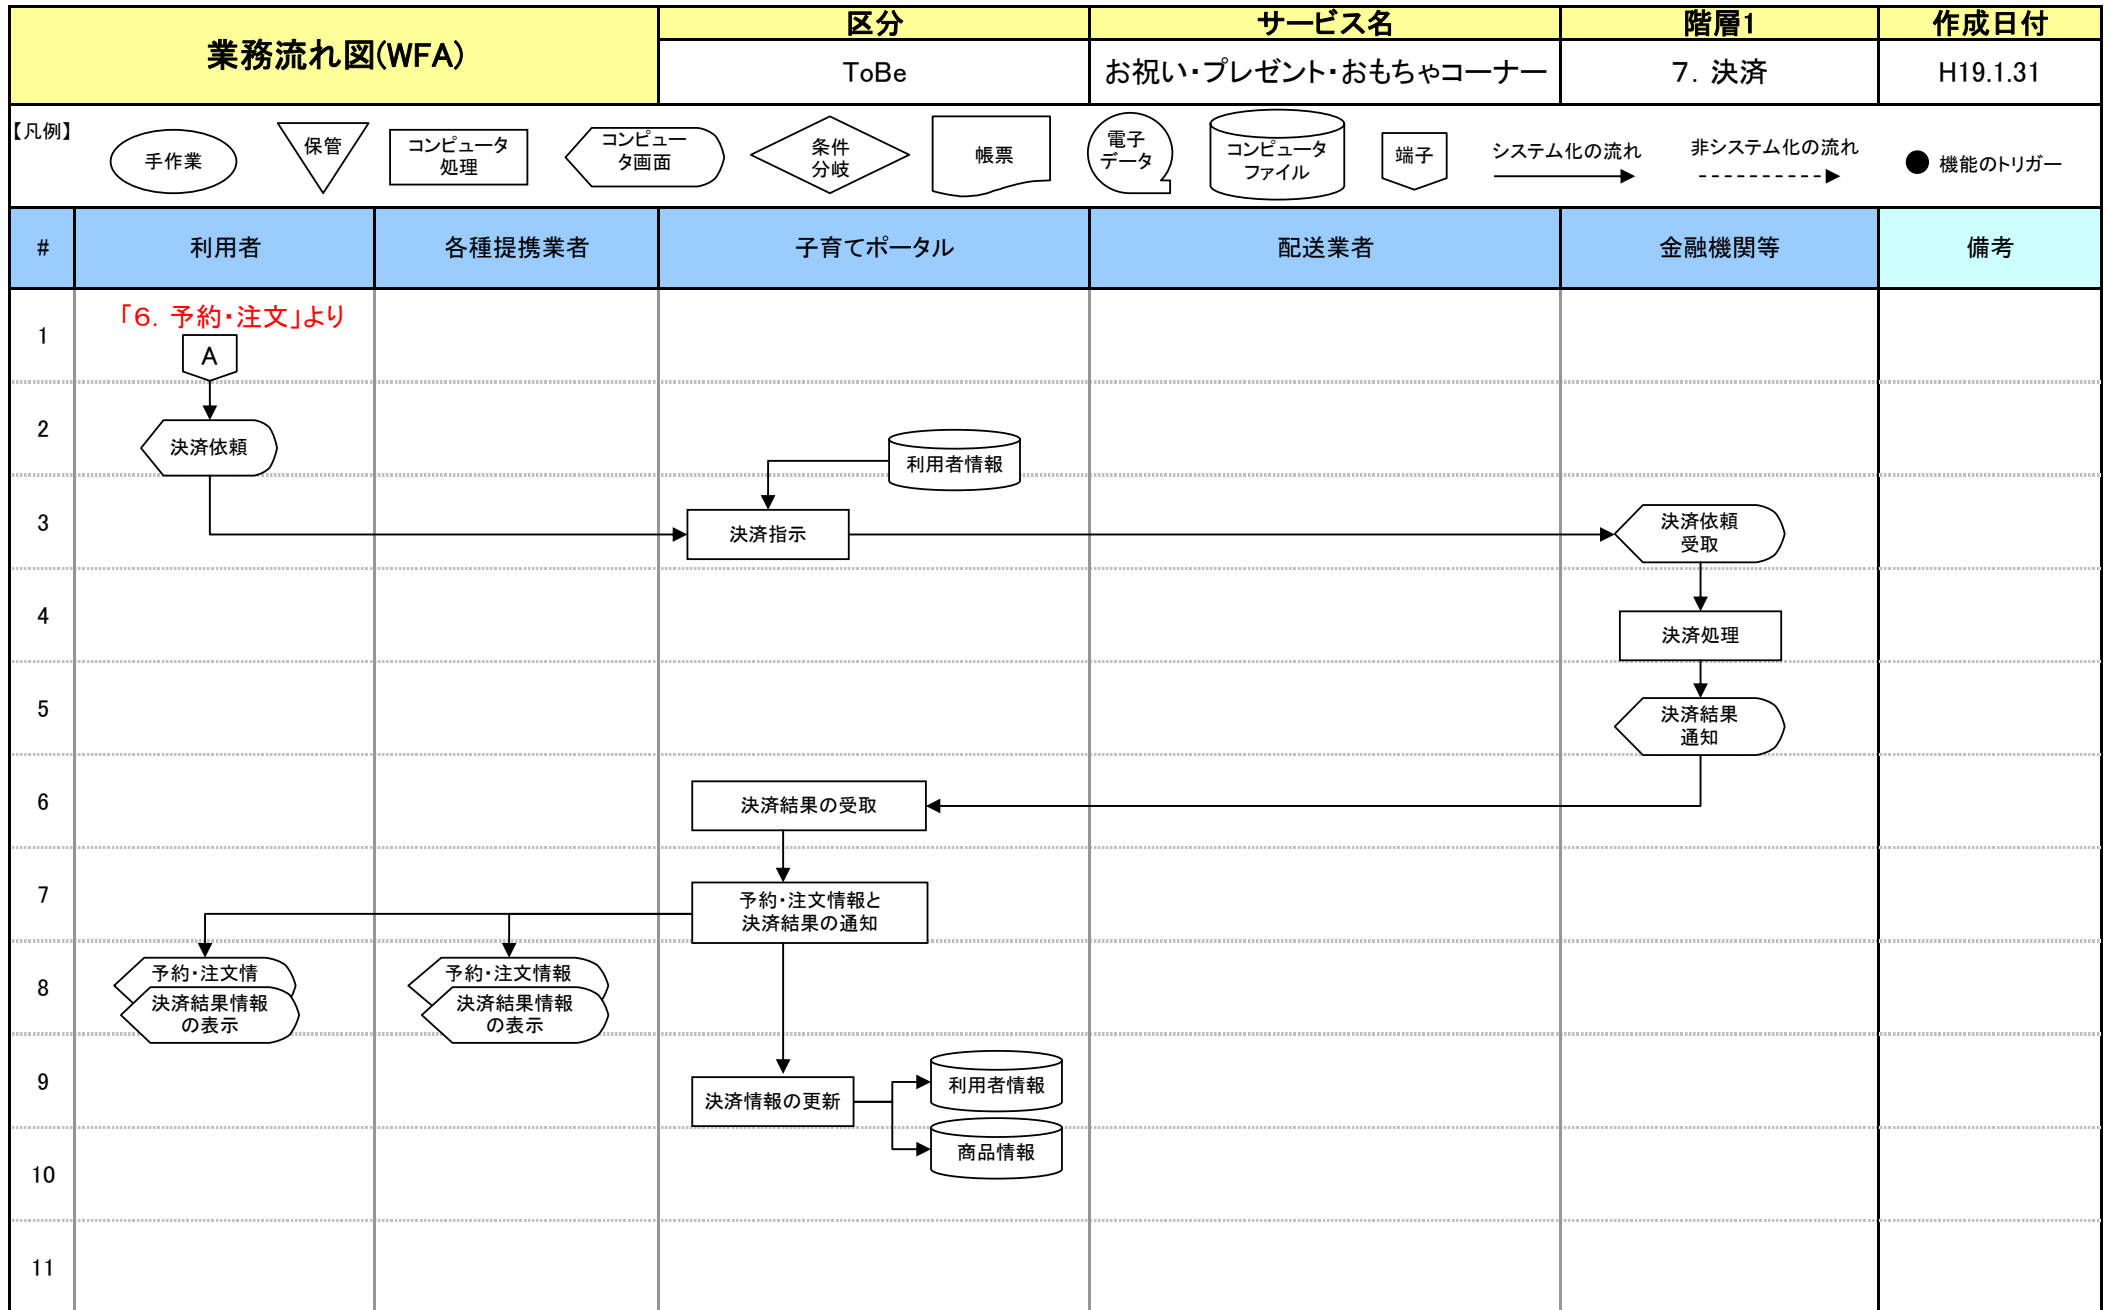 業務流れ図(WFA)
区分
サービス名
階層1
作成日付
ToBe
お祝い・プレゼント・おもちゃコーナー
７．決済
H19.1.31
【凡例】
手作業
保管
コンピュータ
処理
コンピュー
タ画面
条件
分岐
帳票
電子
データ
コンピュータ
ファイル
端子
システム化の流れ
非システム化の流れ
機能のトリガー
#
利用者
各種提携業者
子育てポータル
配送業者
金融機関等
備考
1
「６．予約・注文」より
A
2
決済依頼
利用者情報
3
決済指示
決済依頼
受取
4
決済処理
5
決済結果
通知
6
決済結果の受取
7
予約・注文情報と
決済結果の通知
8
予約・注文情
決済結果情報
の表示
予約・注文情報
決済結果情報
の表示
9
決済情報の更新
利用者情報
商品情報
10
11